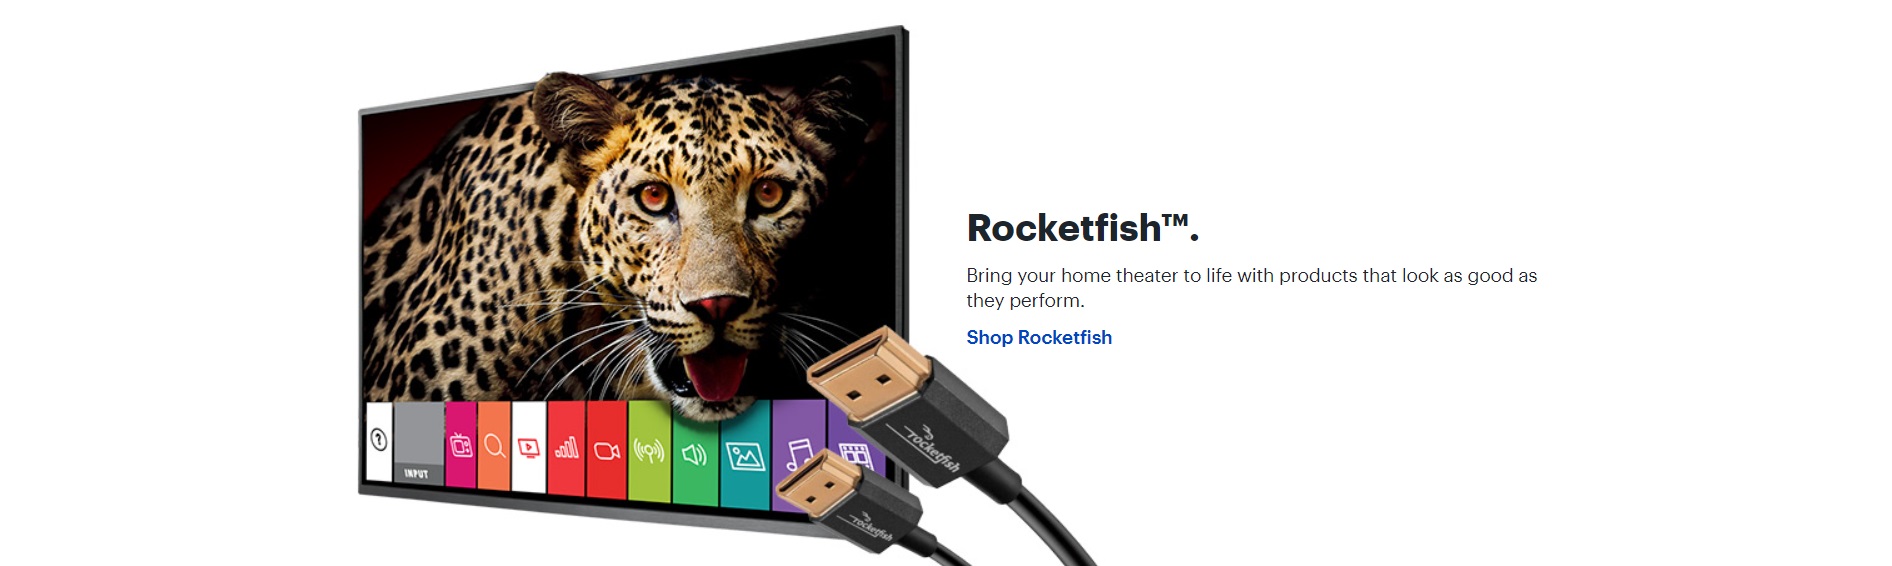 Rocketfish™.
Bring your home theater to life with products that look as good as
they perform.
Shop Rocketfish
?
INPUT
rocketfish
rocketfish